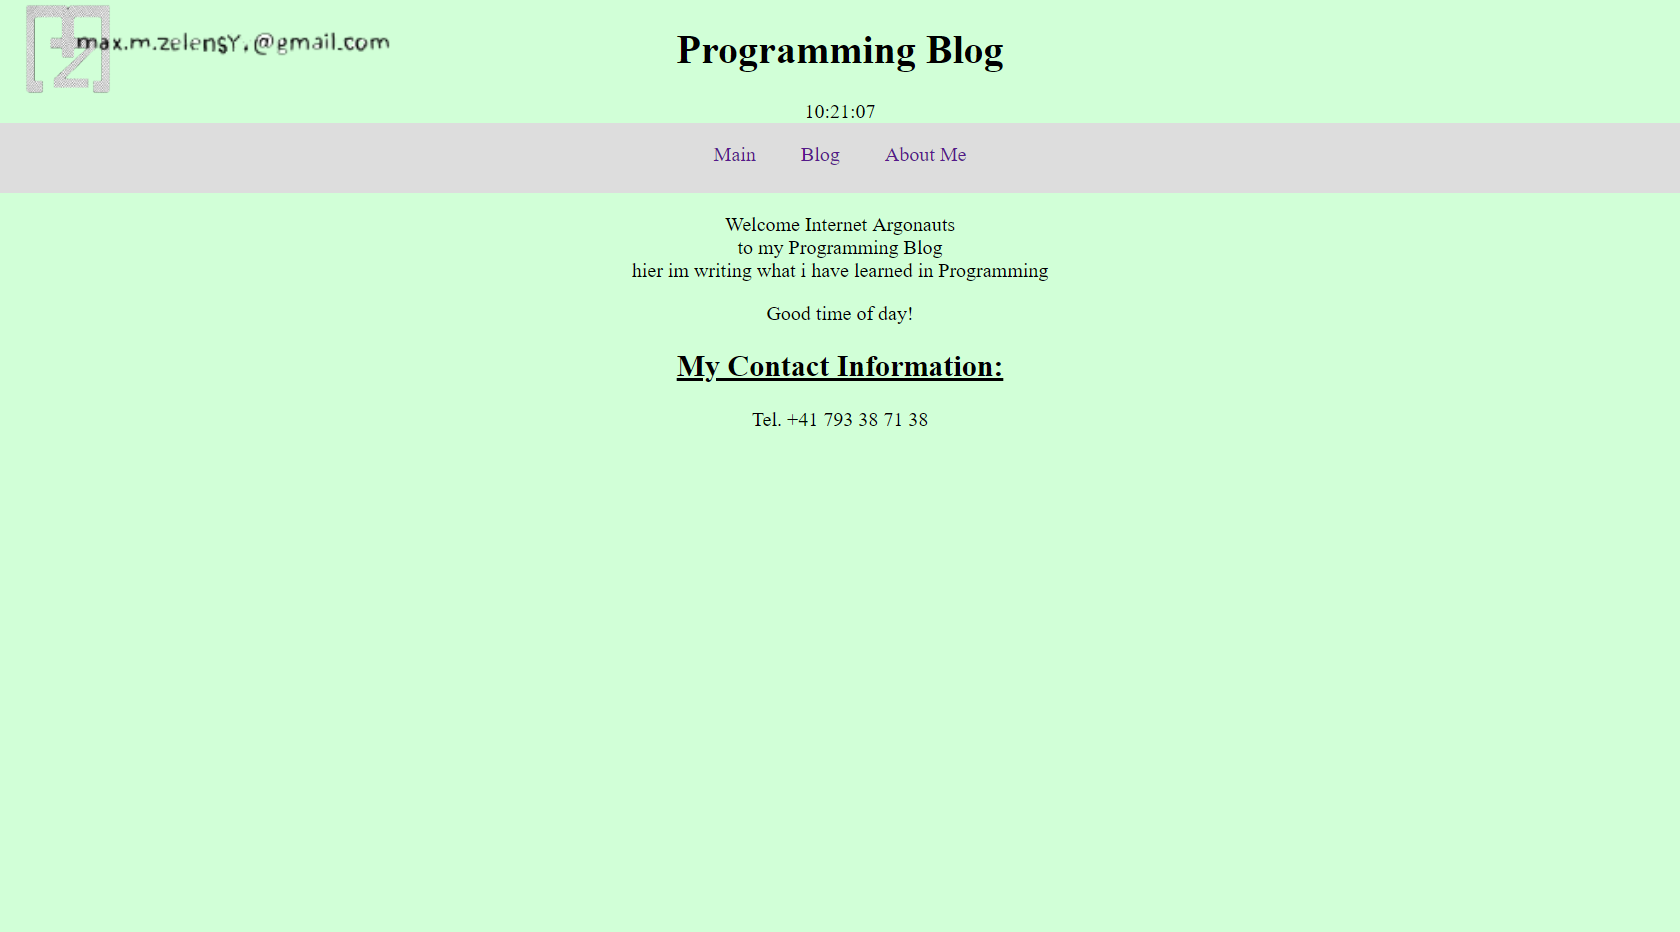 max.m.zelensY.@gmail.com
Programming Blog
10:21:07
Main Blog About Me
Welcome Internet Argonauts
to my Programming Blog
hier im writing what i have learned in Programming
Good time of day!
My Contact Information:
Tel. +41 793 38 71 38